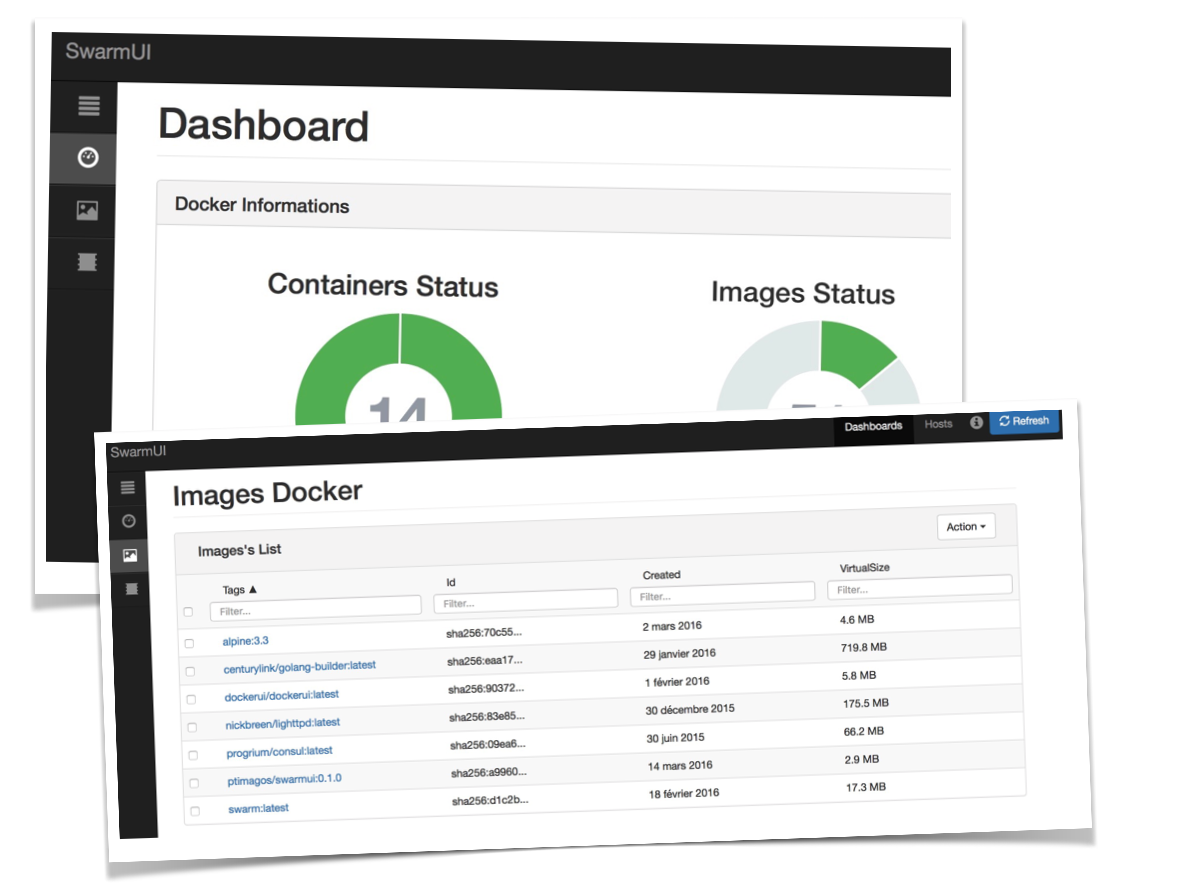 SwarmUI
Dashboard
Docker Informations
Containers Status Images Status
14
SwarmUI Dashboards Hosts Refresh
Images Docker
Images's List Action
Tags ▲ Id Created VirtualSize
Filter... Filter... Filter... Filter...
alpine:3.3 sha256:70c55... 2 mars 2016 4.6 MB
centurylink/golang-builder:latest sha256:eaa17... 29 janvier 2016 719.8 MB
dockerui/dockerui:latest sha256:90372... 1 février 2016 5.8 MB
nickbreen/lighttpd:latest sha256:83e85... 30 décembre 2015 175.5 MB
progrium/consul:latest sha256:09ea6... 30 juin 2015 66.2 MB
ptimagos/swarmui:0.1.0 sha256:a9960... 14 mars 2016 2.9 MB
swarm:latest sha256:d1c2b... 18 février 2016 17.3 MB